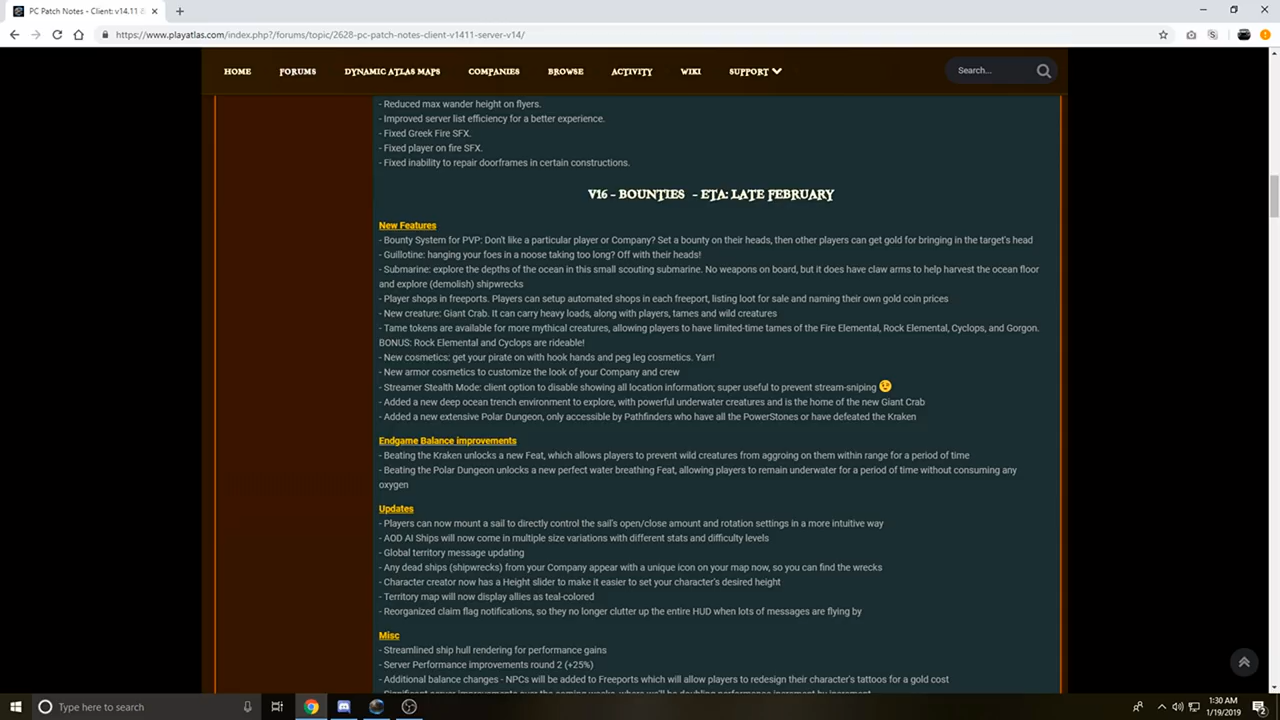 PC Patch Notes - Client: v14.11 &
https://www.playatlas.com/index.php?/forums/topic/2628-pc-patch-notes-client-v1411-server-v14/
HOME FORUMS DYNAMIC ATLAS MAPS COMPANIES BROWSE ACTIVITY WIKI SUPPORT Search...
- Reduced max wander height on flyers.
- Improved server list efficiency for a better experience.
- Fixed Greek Fire SFX.
- Fixed player on fire SFX.
- Fixed inability to repair doorframes in certain constructions.
V16 - BOUNTIES - ETA: LATE FEBRUARY
New Features
- Bounty System for PVP: Don't like a particular player or Company? Set a bounty on their heads, then other players can get gold for bringing in the target's head
- Guillotine: hanging your foes in a noose taking too long? Off with their heads!
- Submarine: explore the depths of the ocean in this small scouting submarine. No weapons on board, but it does have claw arms to help harvest the ocean floor
and explore (demolish) shipwrecks
- Player shops in freeports. Players can setup automated shops in each freeport, listing loot for sale and naming their own gold coin prices
- New creature: Giant Crab. It can carry heavy loads, along with players, tames and wild creatures
- Tame tokens are available for more mythical creatures, allowing players to have limited-time tames of the Fire Elemental, Rock Elemental, Cyclops, and Gorgon.
BONUS: Rock Elemental and Cyclops are rideable!
- New cosmetics: get your pirate on with hook hands and peg leg cosmetics. Yarr!
- New armor cosmetics to customize the look of your Company and crew
- Streamer Stealth Mode: client option to disable showing all location information; super useful to prevent stream-sniping
- Added a new deep ocean trench environment to explore, with powerful underwater creatures and is the home of the new Giant Crab
- Added a new extensive Polar Dungeon, only accessible by Pathfinders who have all the PowerStones or have defeated the Kraken
Endgame Balance improvements
- Beating the Kraken unlocks a new Feat, which allows players to prevent wild creatures from aggroing on them within range for a period of time
- Beating the Polar Dungeon unlocks a new perfect water breathing Feat, allowing players to remain underwater for a period of time without consuming any
oxygen
Updates
- Players can now mount a sail to directly control the sail's open/close amount and rotation settings in a more intuitive way
- AOD AI Ships will now come in multiple size variations with different stats and difficulty levels
- Global territory message updating
- Any dead ships (shipwrecks) from your Company appear with a unique icon on your map now, so you can find the wrecks
- Character creator now has a Height slider to make it easier to set your character's desired height
- Territory map will now display allies as teal-colored
- Reorganized claim flag notifications, so they no longer clutter up the entire HUD when lots of messages are flying by
Misc
- Streamlined ship hull rendering for performance gains
- Server Performance improvements round 2 (+25%)
- Additional balance changes - NPCs will be added to Freeports which will allow players to redesign their character's tattoos for a gold cost
- Significant server improvements over the coming weeks, where we'll be doubling performance increment by increment
Type here to search
1:30 AM
1/19/2019
2